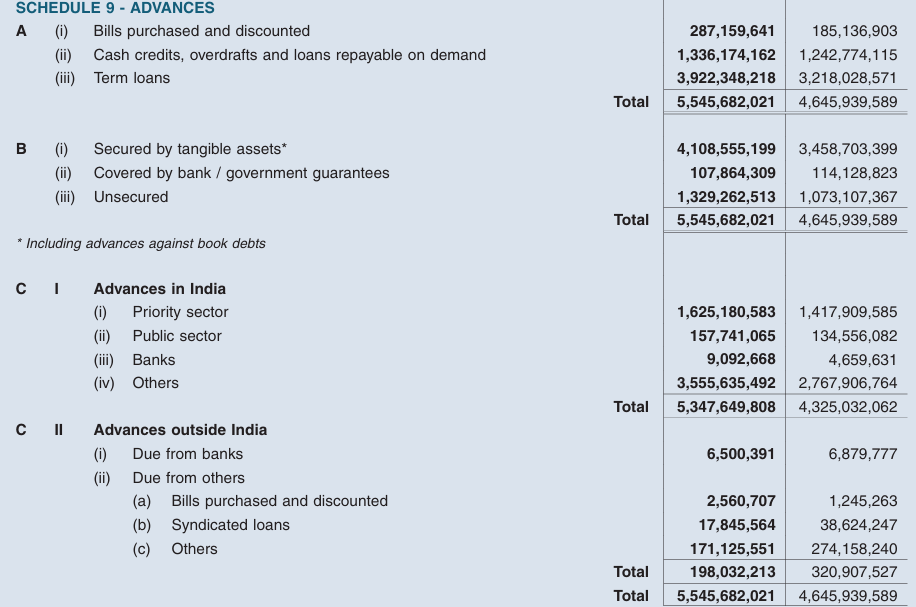 SCHEDULE 9 - ADVANCES
A (i) Bills purchased and discounted 287,159,641 185,136,903
(ii) Cash credits, overdrafts and loans repayable on demand 1,336,174,162 1,242,774,115
(iii) Term loans 3,922,348,218 3,218,028,571
Total 5,545,682,021 4,645,939,589
B (i) Secured by tangible assets* 4,108,555,199 3,458,703,399
(ii) Covered by bank / government guarantees 107,864,309 114,128,823
(iii) Unsecured 1,329,262,513 1,073,107,367
Total 5,545,682,021 4,645,939,589
* Including advances against book debts
C I Advances in India
(i) Priority sector 1,625,180,583 1,417,909,585
(ii) Public sector 157,741,065 134,556,082
(iii) Banks 9,092,668 4,659,631
(iv) Others 3,555,635,492 2,767,906,764
Total 5,347,649,808 4,325,032,062
C II Advances outside India
(i) Due from banks 6,500,391 6,879,777
(ii) Due from others
(a) Bills purchased and discounted 2,560,707 1,245,263
(b) Syndicated loans 17,845,564 38,624,247
(c) Others 171,125,551 274,158,240
Total 198,032,213 320,907,527
Total 5,545,682,021 4,645,939,589